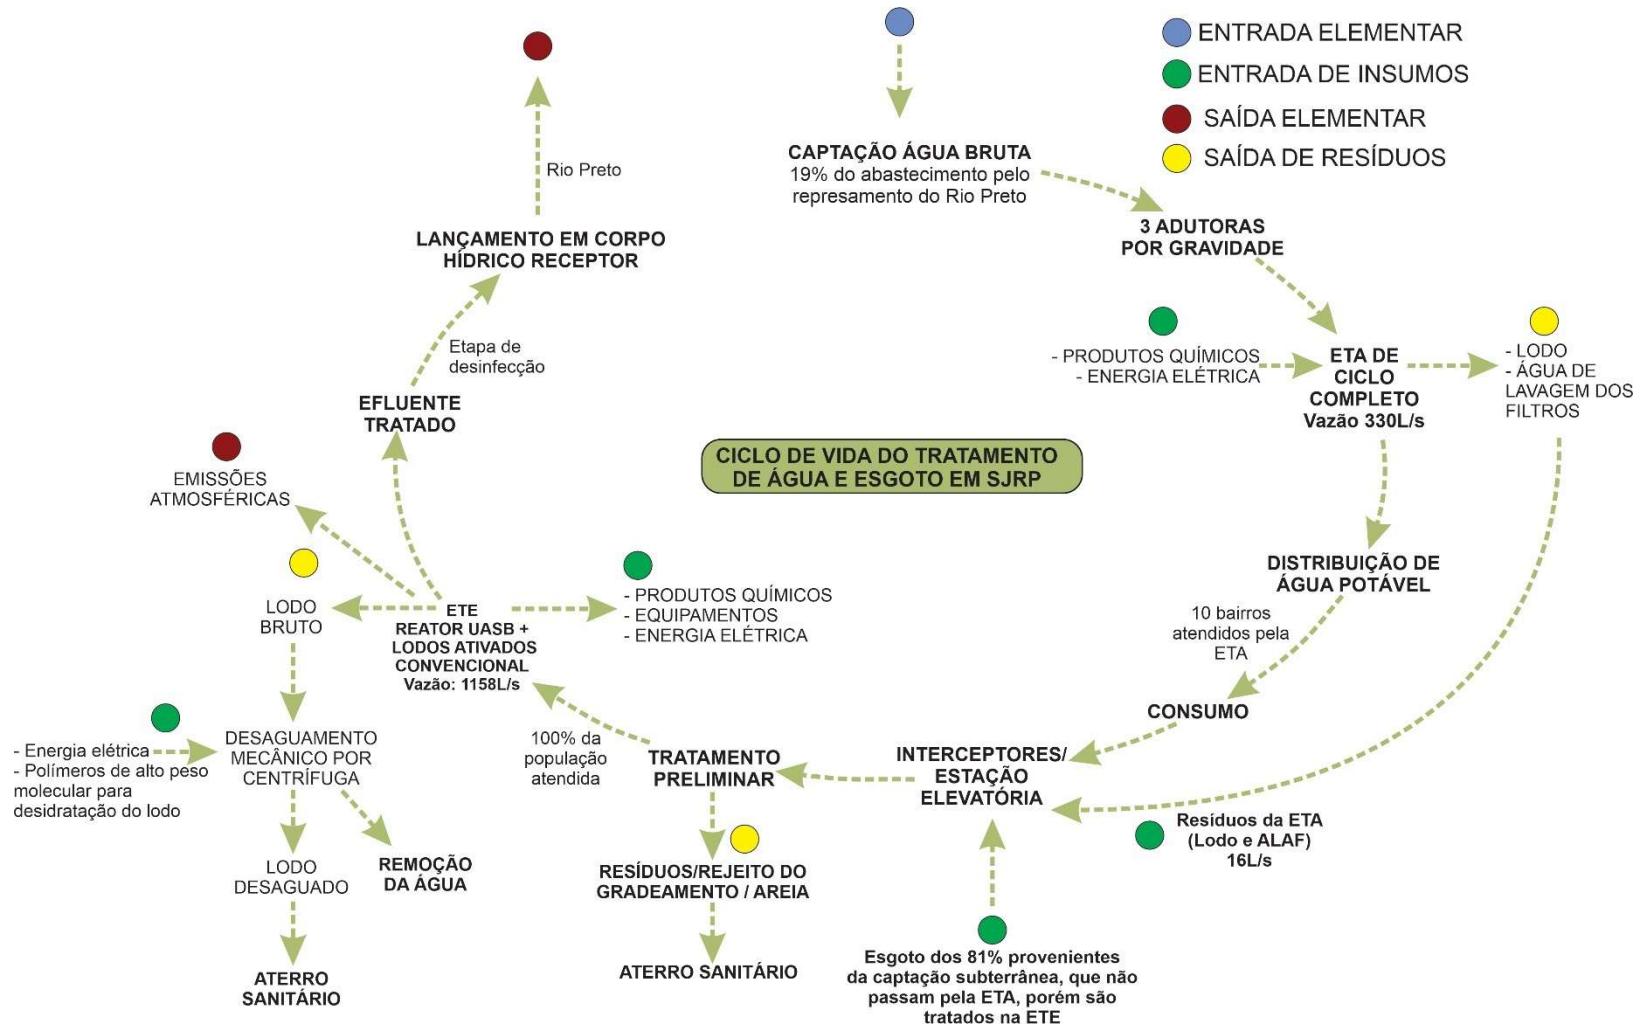 ENTRADA ELEMENTAR
ENTRADA DE INSUMOS
SAÍDA ELEMENTAR
SAÍDA DE RESÍDUOS
CAPTAÇÃO ÁGUA BRUTA
19% do abastecimento pelo
represamento do Rio Preto
3 ADUTORAS
POR GRAVIDADE
- PRODUTOS QUÍMICOS
- ENERGIA ELÉTRICA
ETA DE
CICLO
COMPLETO
Vazão 330L/s
- LODO
- ÁGUA DE
LAVAGEM DOS
FILTROS
DISTRIBUIÇÃO DE
ÁGUA POTÁVEL
10 bairros
atendidos pela
ETA
CONSUMO
INTERCEPTORES/
ESTAÇÃO
ELEVATÓRIA
Resíduos da ETA
(Lodo e ALAF)
16L/s
Esgoto dos 81% provenientes
da captação subterrânea, que não
passam pela ETA, porém são
tratados na ETE
TRATAMENTO
PRELIMINAR
RESÍDUOS/REJEITO DO
GRADEAMENTO / AREIA
ATERRO SANITÁRIO
100% da
população
atendida
ETE
REATOR UASB +
LODOS ATIVADOS
CONVENCIONAL
Vazão: 1158L/s
- PRODUTOS QUÍMICOS
- EQUIPAMENTOS
- ENERGIA ELÉTRICA
CICLO DE VIDA DO TRATAMENTO
DE ÁGUA E ESGOTO EM SJRP
Rio Preto
LANÇAMENTO EM CORPO
HÍDRICO RECEPTOR
Etapa de
desinfecção
EFLUENTE
TRATADO
EMISSÕES
ATMOSFÉRICAS
LODO
BRUTO
DESAGUAMENTO
MECÂNICO POR
CENTRÍFUGA
- Energia elétrica
- Polímeros de alto peso
molecular para
desidratação do lodo
LODO
DESAGUADO
REMOÇÃO
DA ÁGUA
ATERRO
SANITÁRIO